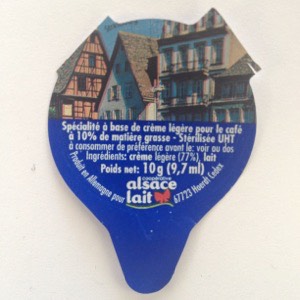 Spécialité à base de crème légère pour le café
à 10% de matière grasse - Stérilisée UHT
à consommer de préférence avant le: voir au dos
Ingrédients: crème légère (77%), lait
Poids net: 10 g (9,7 ml)
Produit en Allemagne pour
coopérative
alsace
lait
67723 Hoerdt Cedex